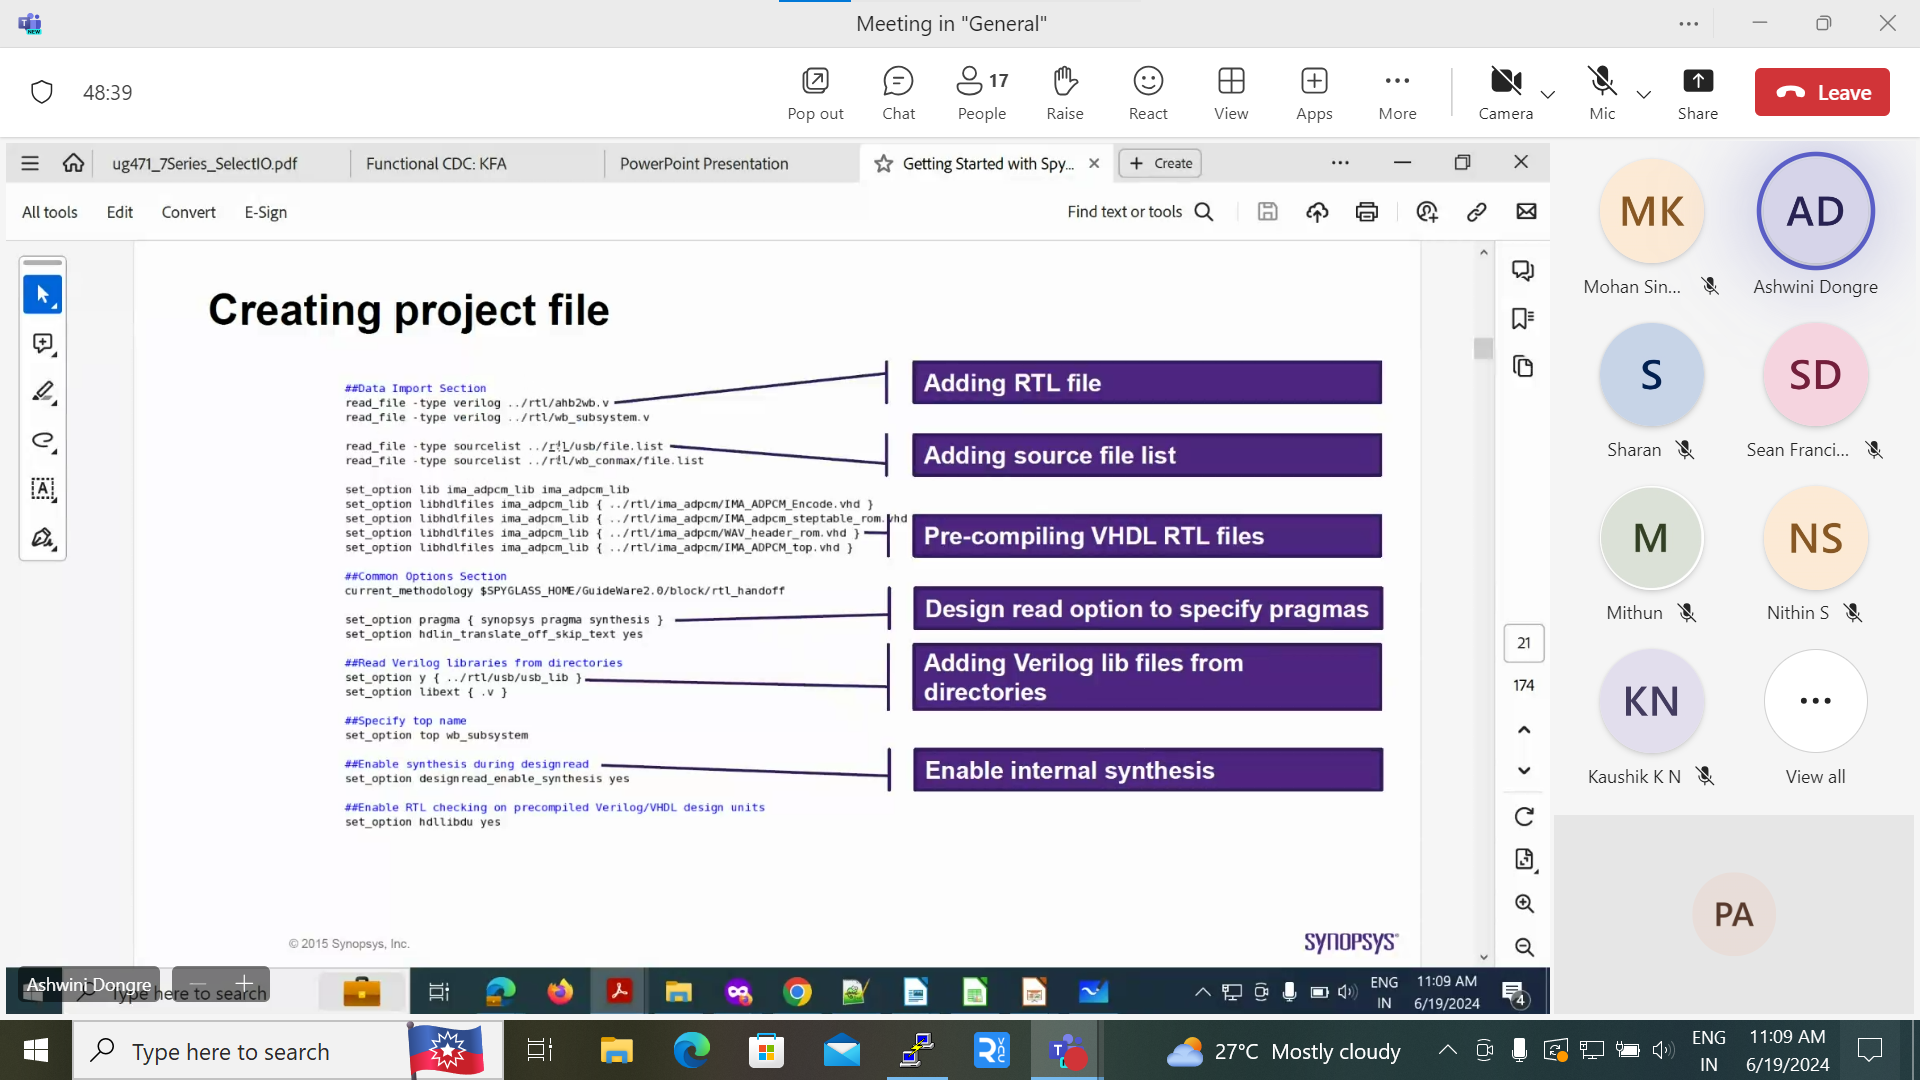 Meeting in "General"
48:39
Pop out
Chat
17
People
Raise
React
View
Apps
More
Camera
Mic
Share
Leave
ug471_7Series_SelectIO.pdf
Functional CDC: KFA
PowerPoint Presentation
Getting Started with Spy...
Create
All tools
Edit
Convert
E-Sign
Find text or tools
Creating project file
##Data Import Section
read_file -type verilog ../rtl/ahb2wb.v
read_file -type verilog ../rtl/wb_subsystem.v
read_file -type sourcelist ../rtl/usb/file.list
read_file -type sourcelist ../rtl/wb_conmax/file.list
set_option lib ima_adpcm_lib ima_adpcm_lib
set_option libhdlfiles ima_adpcm_lib { ../rtl/ima_adpcm/IMA_ADPCM_Encode.vhd }
set_option libhdlfiles ima_adpcm_lib { ../rtl/ima_adpcm/IMA_adpcm_steptable_rom.vhd
set_option libhdlfiles ima_adpcm_lib { ../rtl/ima_adpcm/WAV_header_rom.vhd }
set_option libhdlfiles ima_adpcm_lib { ../rtl/ima_adpcm/IMA_ADPCM_top.vhd }
##Common Options Section
current_methodology $SPYGLASS_HOME/GuideWare2.0/block/rtl_handoff
set_option pragma { synopsys pragma synthesis }
set_option hdlin_translate_off_skip_text yes
##Read Verilog libraries from directories
set_option y { ../rtl/usb/usb_lib }
set_option libext { .v }
##Specify top name
set_option top wb_subsystem
##Enable synthesis during designread
set_option designread_enable_synthesis yes
##Enable RTL checking on precompiled Verilog/VHDL design units
set_option hdllibdu yes
Adding RTL file
Adding source file list
Pre-compiling VHDL RTL files
Design read option to specify pragmas
Adding Verilog lib files from
directories
Enable internal synthesis
© 2015 Synopsys, Inc.
SYNOPSYS®
21
174
MK
Mohan Sin...
AD
Ashwini Dongre
S
Sharan
SD
Sean Franci...
M
Mithun
NS
Nithin S
KN
Kaushik K N
View all
PA
Ashwini Dongre
Type here to search
ENG
IN
11:09 AM
6/19/2024
4
Type here to search
27°C Mostly cloudy
ENG
IN
11:09 AM
6/19/2024